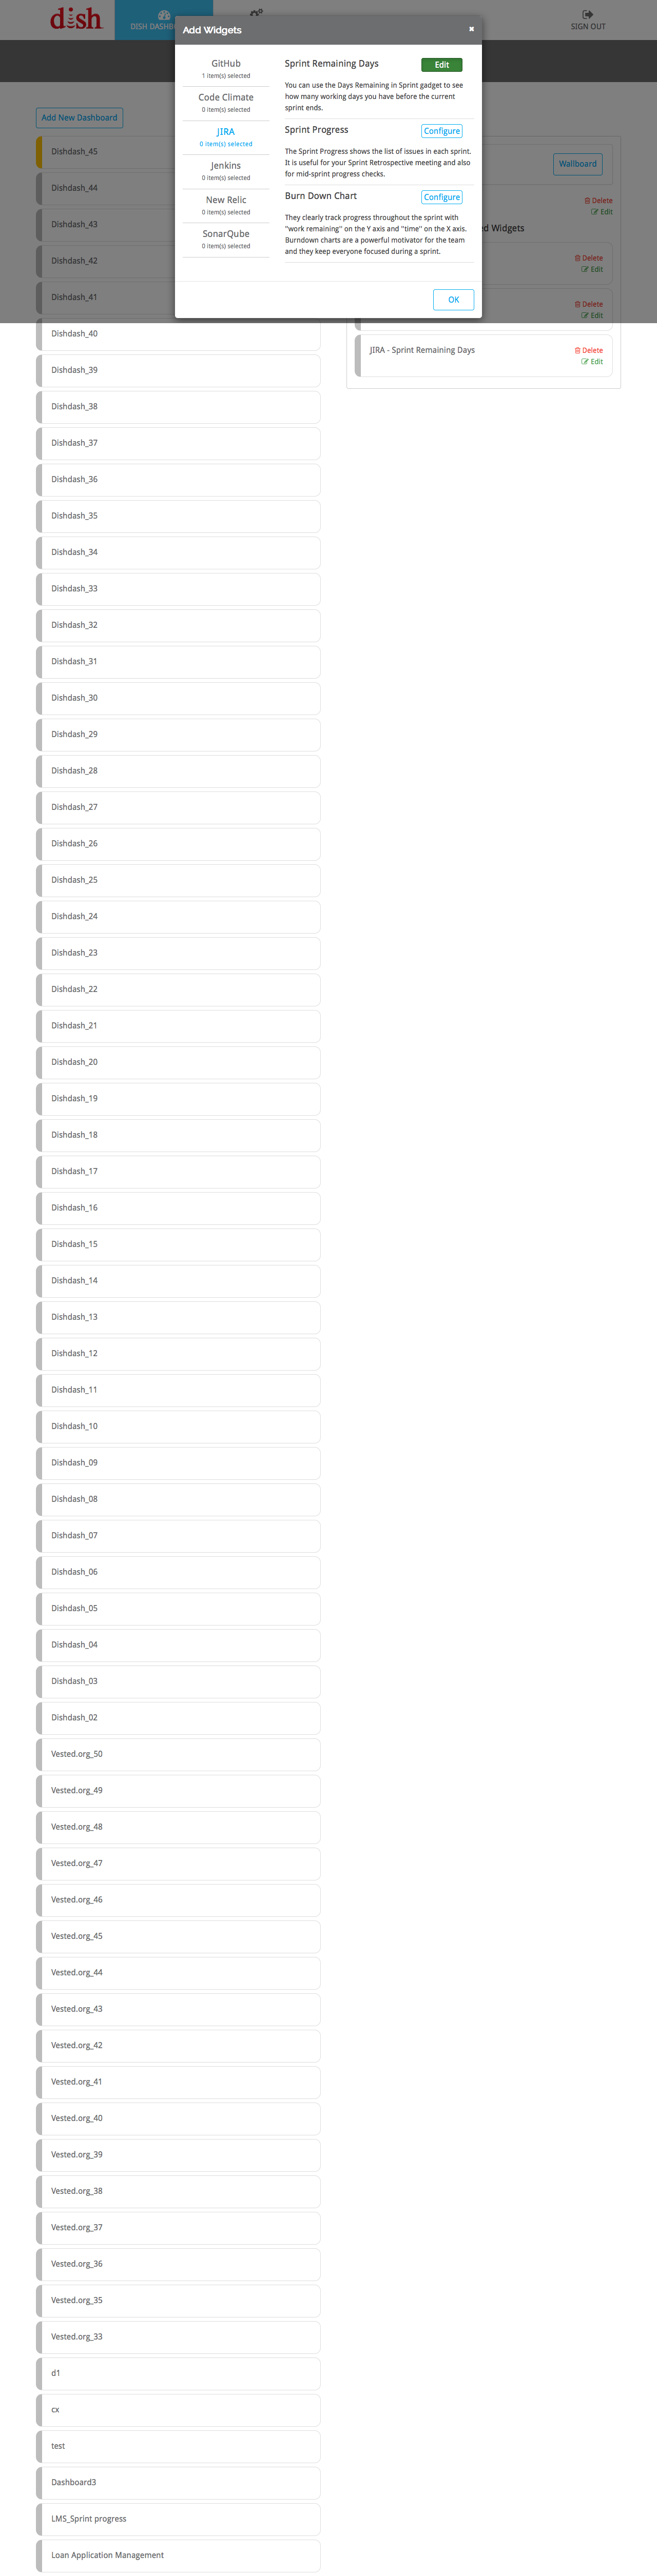 dish
DISH DASHB
SIGN OUT
Add Widgets
×
GitHub
1 item(s) selected
Code Climate
0 item(s) selected
JIRA
0 item(s) selected
Jenkins
0 item(s) selected
New Relic
0 item(s) selected
SonarQube
0 item(s) selected
Sprint Remaining Days
Edit
You can use the Days Remaining in Sprint gadget to see
how many working days you have before the current
sprint ends.
Sprint Progress
Configure
The Sprint Progress shows the list of issues in each sprint.
It is useful for your Sprint Retrospective meeting and also
for mid-sprint progress checks.
Burn Down Chart
Configure
They clearly track progress throughout the sprint with
"work remaining" on the Y axis and "time" on the X axis.
Burndown charts are a powerful motivator for the team
and they keep everyone focused during a sprint.
OK
Add New Dashboard
Dishdash_45
Dishdash_44
Dishdash_43
Dishdash_42
Dishdash_41
Dishdash_40
Dishdash_39
Dishdash_38
Dishdash_37
Dishdash_36
Dishdash_35
Dishdash_34
Dishdash_33
Dishdash_32
Dishdash_31
Dishdash_30
Dishdash_29
Dishdash_28
Dishdash_27
Dishdash_26
Dishdash_25
Dishdash_24
Dishdash_23
Dishdash_22
Dishdash_21
Dishdash_20
Dishdash_19
Dishdash_18
Dishdash_17
Dishdash_16
Dishdash_15
Dishdash_14
Dishdash_13
Dishdash_12
Dishdash_11
Dishdash_10
Dishdash_09
Dishdash_08
Dishdash_07
Dishdash_06
Dishdash_05
Dishdash_04
Dishdash_03
Dishdash_02
Vested.org_50
Vested.org_49
Vested.org_48
Vested.org_47
Vested.org_46
Vested.org_45
Vested.org_44
Vested.org_43
Vested.org_42
Vested.org_41
Vested.org_40
Vested.org_39
Vested.org_38
Vested.org_37
Vested.org_36
Vested.org_35
Vested.org_33
d1
cx
test
Dashboard3
LMS_Sprint progress
Loan Application Management
Wallboard
Delete
Edit
ed Widgets
Delete
Edit
Delete
Edit
JIRA - Sprint Remaining Days
Delete
Edit